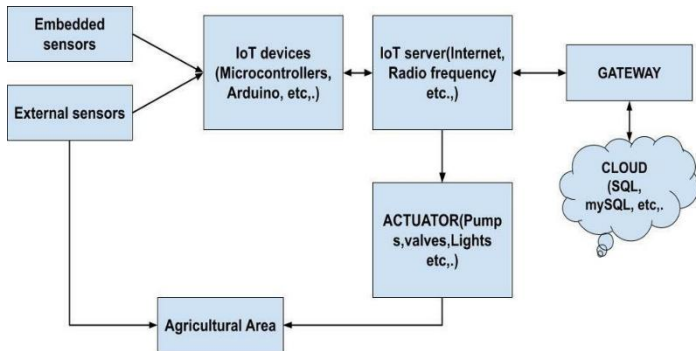 Embedded
sensors
External sensors
IoT devices
(Microcontrollers,
Arduino, etc,.)
IoT server(Internet,
Radio frequency
etc.,)
GATEWAY
CLOUD
(SQL,
mySQL, etc,.
ACTUATOR(Pump
s,valves,Lights
etc,.)
Agricultural Area